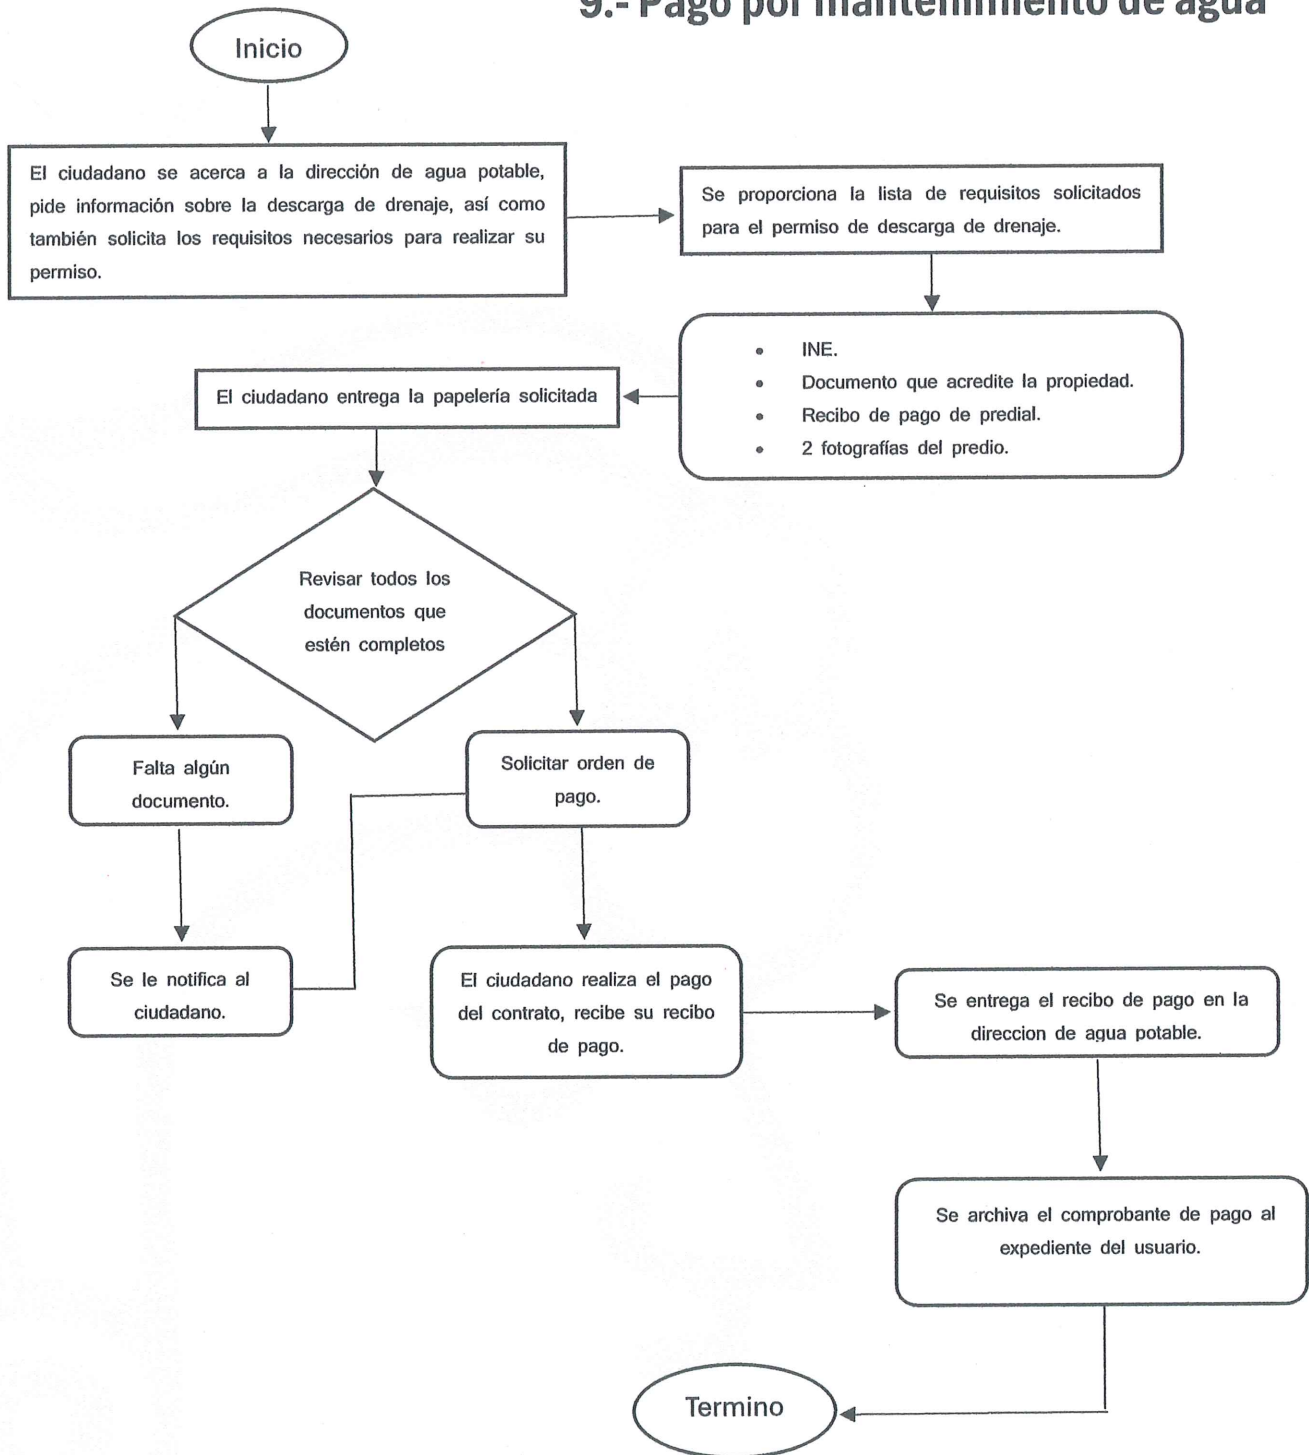 9.- Pago por mantenimiento de agua
Inicio
El ciudadano se acerca a la dirección de agua potable,
pide información sobre la descarga de drenaje, así como
también solicita los requisitos necesarios para realizar su
permiso.
Se proporciona la lista de requisitos solicitados
para el permiso de descarga de drenaje.
• INE.
• Documento que acredite la propiedad.
• Recibo de pago de predial.
• 2 fotografías del predio.
El ciudadano entrega la papelería solicitada
Revisar todos los
documentos que
estén completos
Falta algún
documento.
Solicitar orden de
pago.
Se le notifica al
ciudadano.
El ciudadano realiza el pago
del contrato, recibe su recibo
de pago.
Se entrega el recibo de pago en la
direccion de agua potable.
Se archiva el comprobante de pago al
expediente del usuario.
Termino